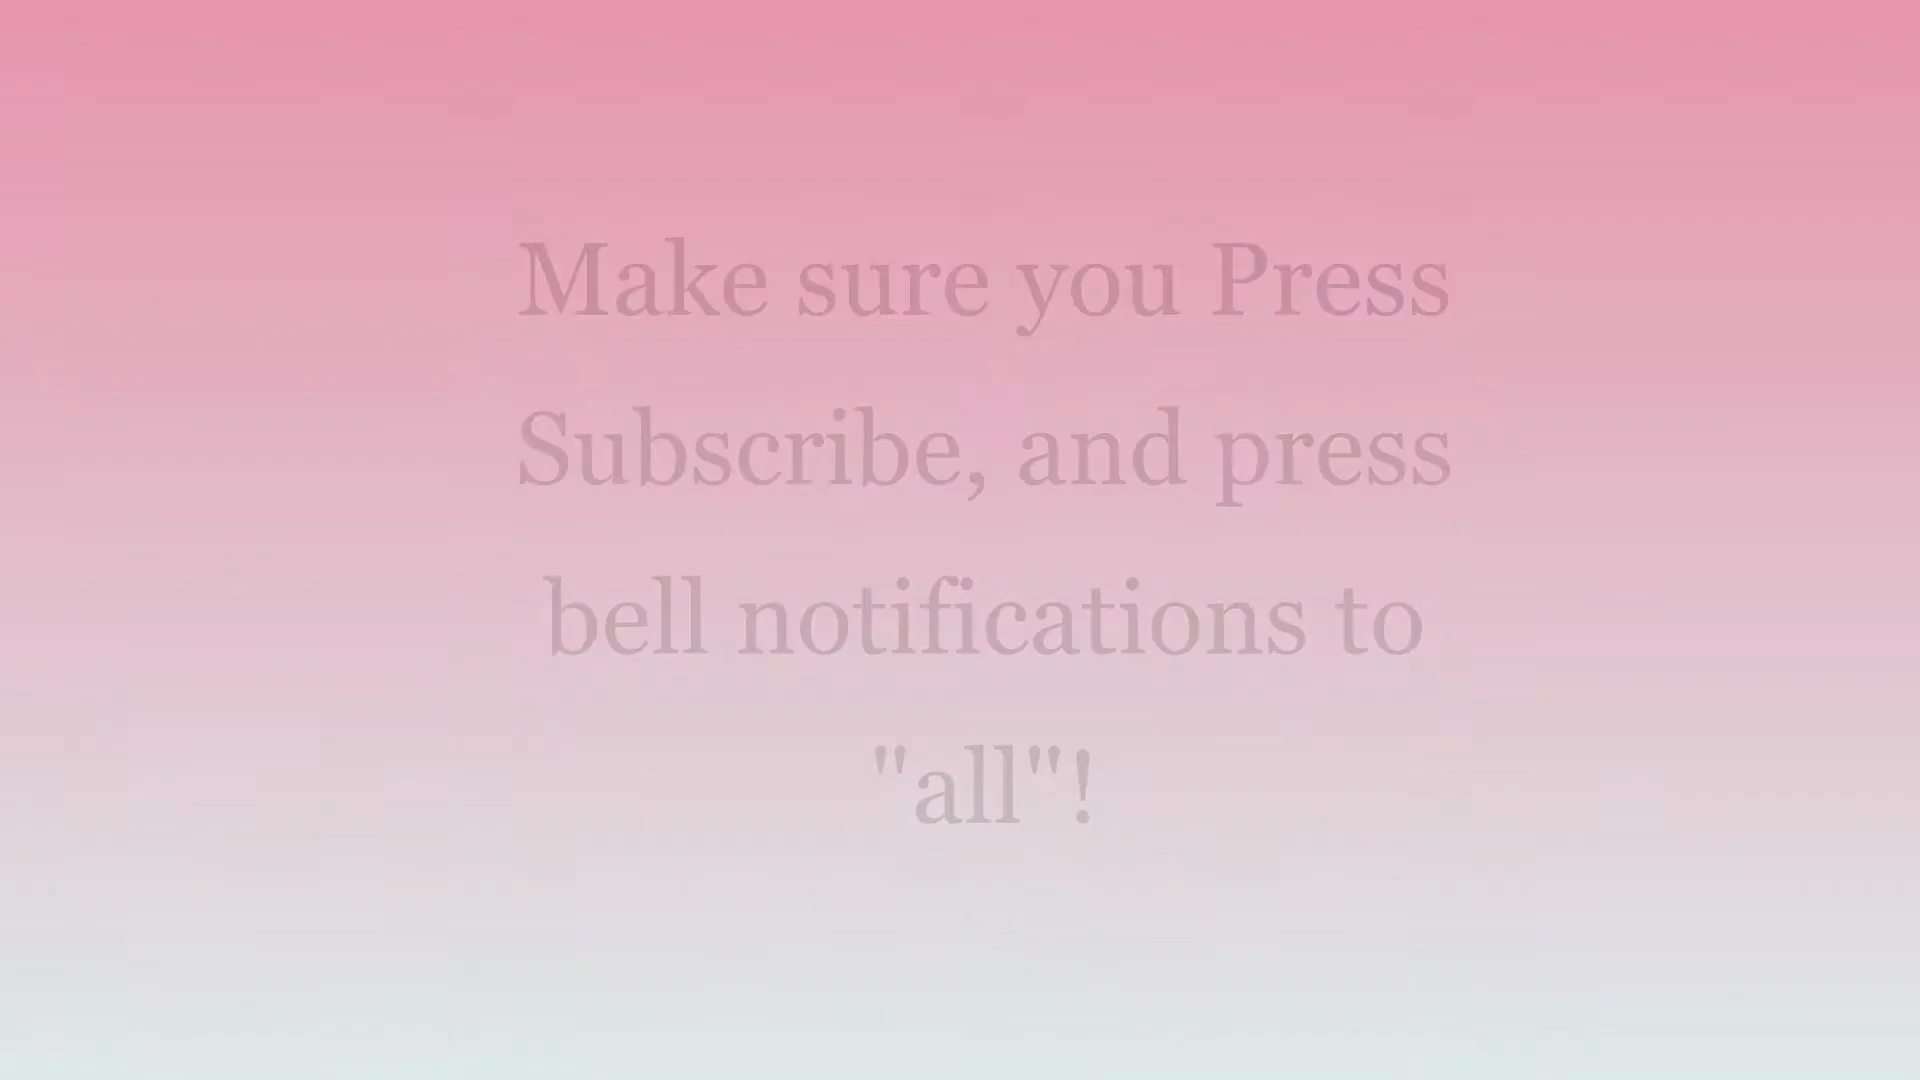 Make sure you Press
Subscribe, and press
bell notifications to
"all"!